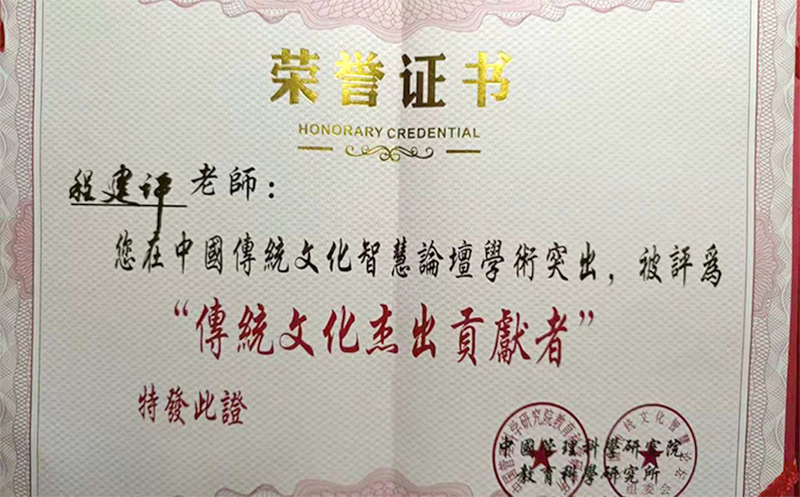 荣誉证书
HONORARY CREDENTIAL
程建评老師：
您在中國傳統文化智慧論壇學術突出，被評爲
“傳統文化杰出貢獻者”
特發此證
中國管理科學研究院
教育科學研究所